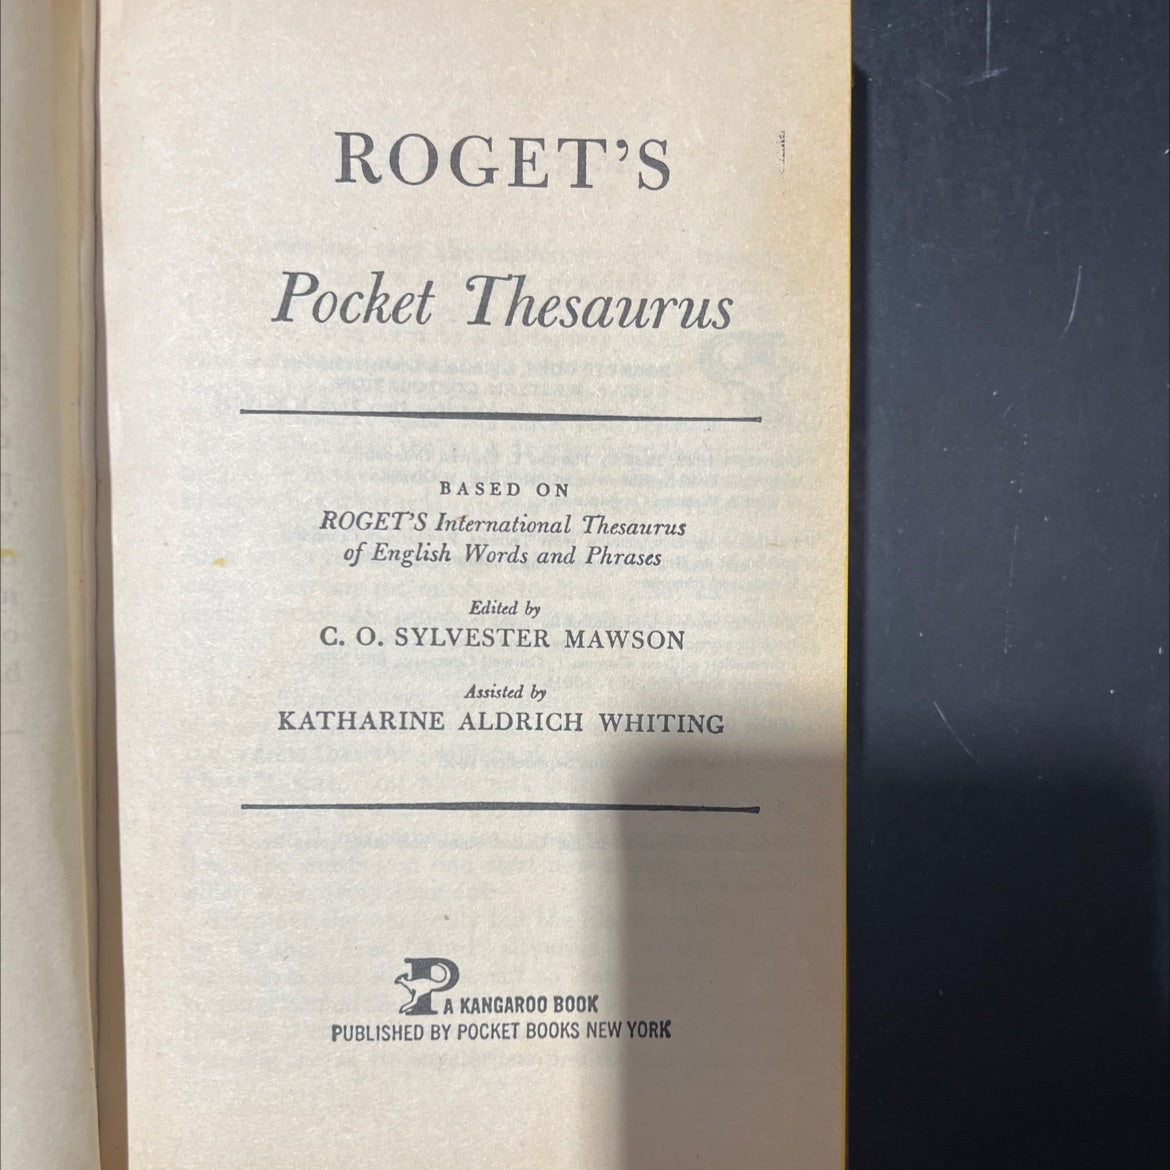 ROGET'S
Pocket Thesaurus
BASED ON
ROGET'S International Thesaurus
of English Words and Phrases
Edited by
C. O. SYLVESTER MAWSON
Assisted by
KATHARINE ALDRICH WHITING
P
A KANGAROO BOOK
PUBLISHED BY POCKET BOOKS NEW YORK